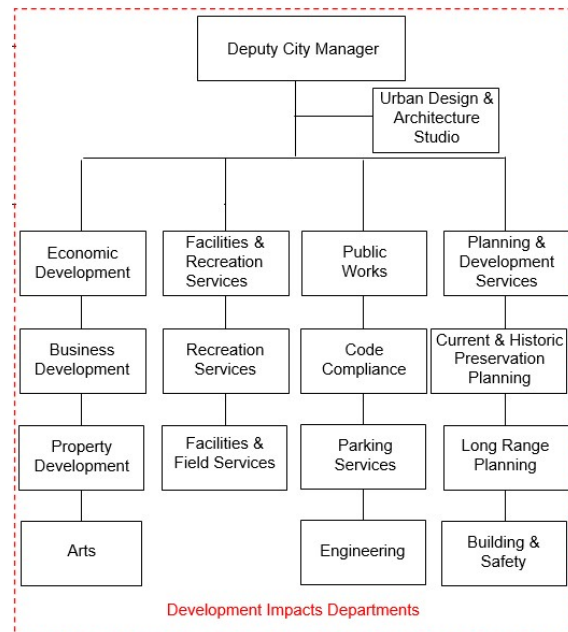 Deputy City Manager
Urban Design &
Architecture
Studio
Economic
Development
Facilities &
Recreation
Services
Public
Works
Planning &
Development
Services
Business
Development
Recreation
Services
Code
Compliance
Current & Historic
Preservation
Planning
Property
Development
Facilities &
Field Services
Parking
Services
Long Range
Planning
Arts
Engineering
Building &
Safety
Development Impacts Departments